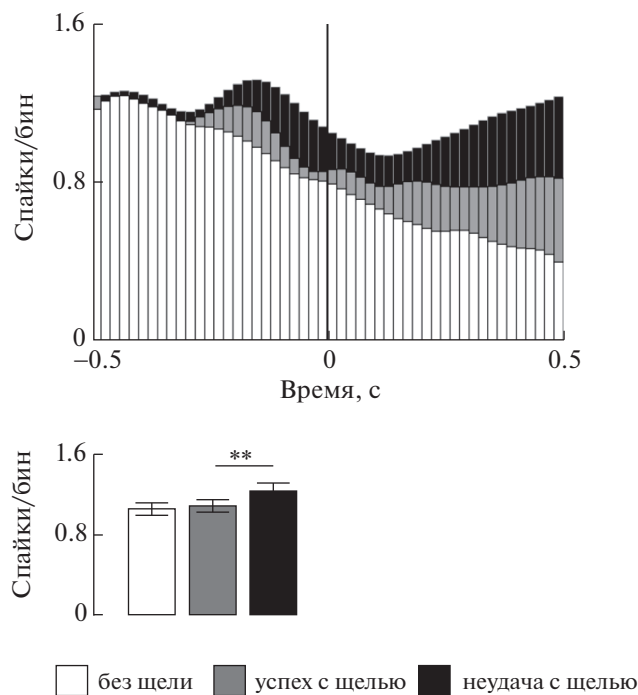 1.6
Спайки/бин
0.8
0
−0.5
0
0.5
Время, с
1.6
**
Спайки/бин
0.8
0
без щели
успех с щелью
неудача с щелью